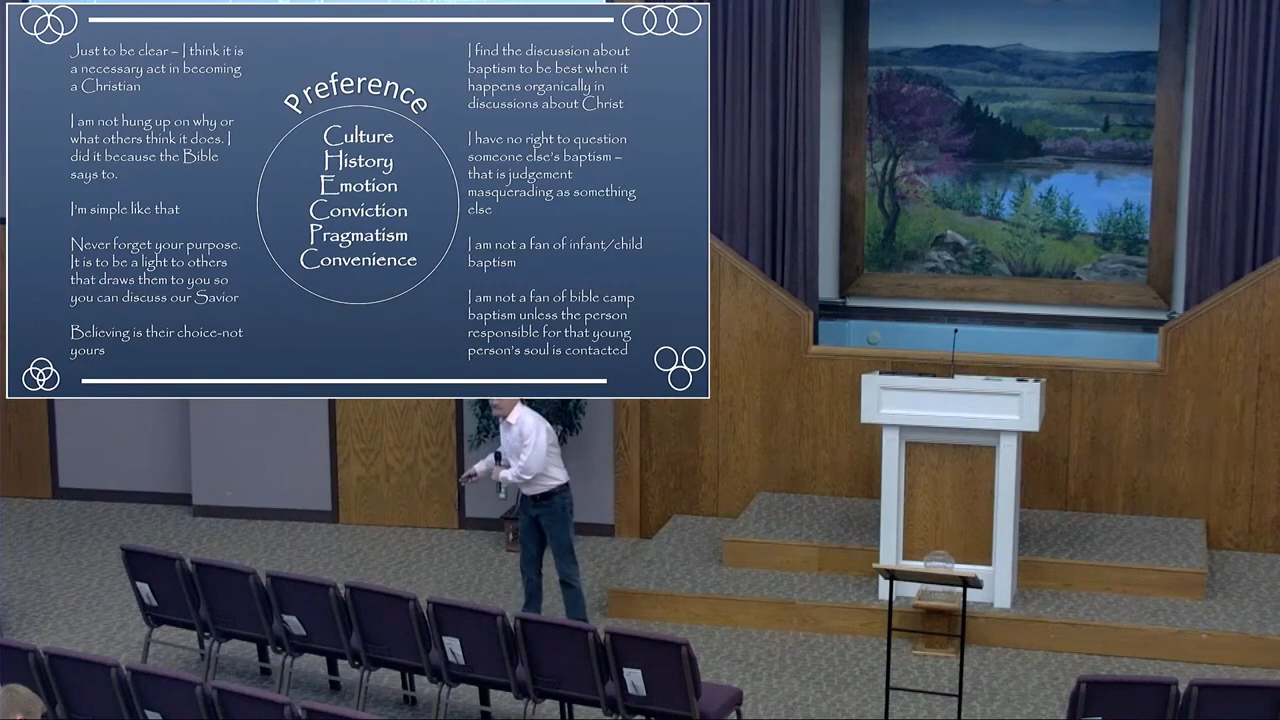 Just to be clear – I think it is
a necessary act in becoming
a Christian
I am not hung up on why or
what others think it does. I
did it because the Bible
says to.
I'm simple like that
Never forget your purpose.
It is to be a light to others
that draws them to you so
you can discuss our Savior
Believing is their choice-not
yours
Preference
Culture
History
Emotion
Conviction
Pragmatism
Convenience
I find the discussion about
baptism to be best when it
happens organically in
discussions about Christ
I have no right to question
someone else's baptism –
that is judgement
masquerading as something
else
I am not a fan of infant/child
baptism
I am not a fan of bible camp
baptism unless the person
responsible for that young
person's soul is contacted